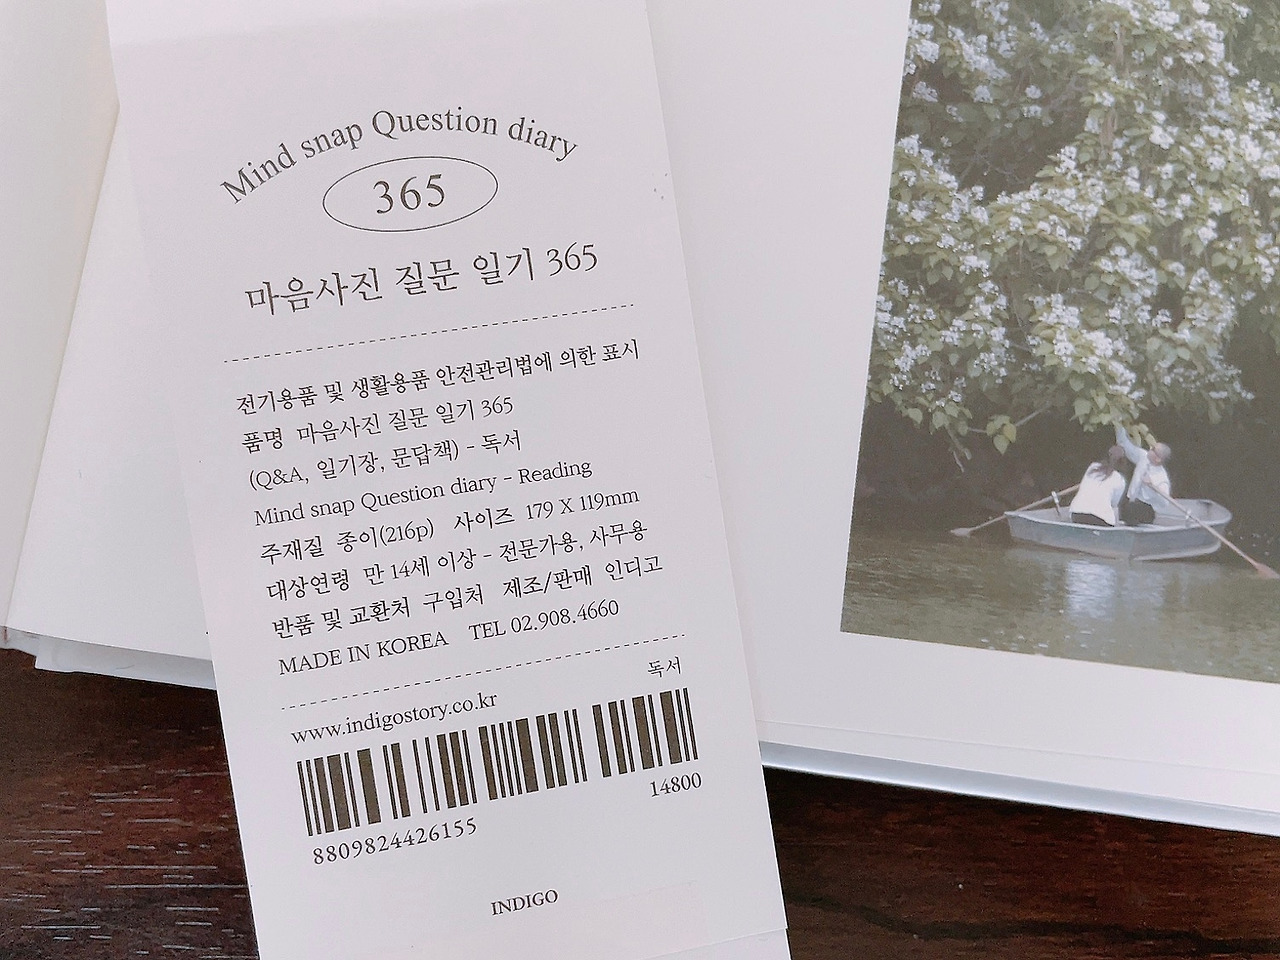 Mind snap Question diary
365
마음사진 질문 일기 365
전기용품 및 생활용품 안전관리법에 의한 표시
품명 마음사진 질문 일기 365
(Q&A, 일기장, 문답책) - 독서
Mind snap Question diary - Reading
주재질 종이(216p) 사이즈 179 X 119mm
대상연령 만 14세 이상 - 전문가용, 사무용
반품 및 교환처 구입처 제조/판매 인디고
MADE IN KOREA TEL 02.908.4660
독서
www.indigostory.co.kr
14800
8809824426155
INDIGO